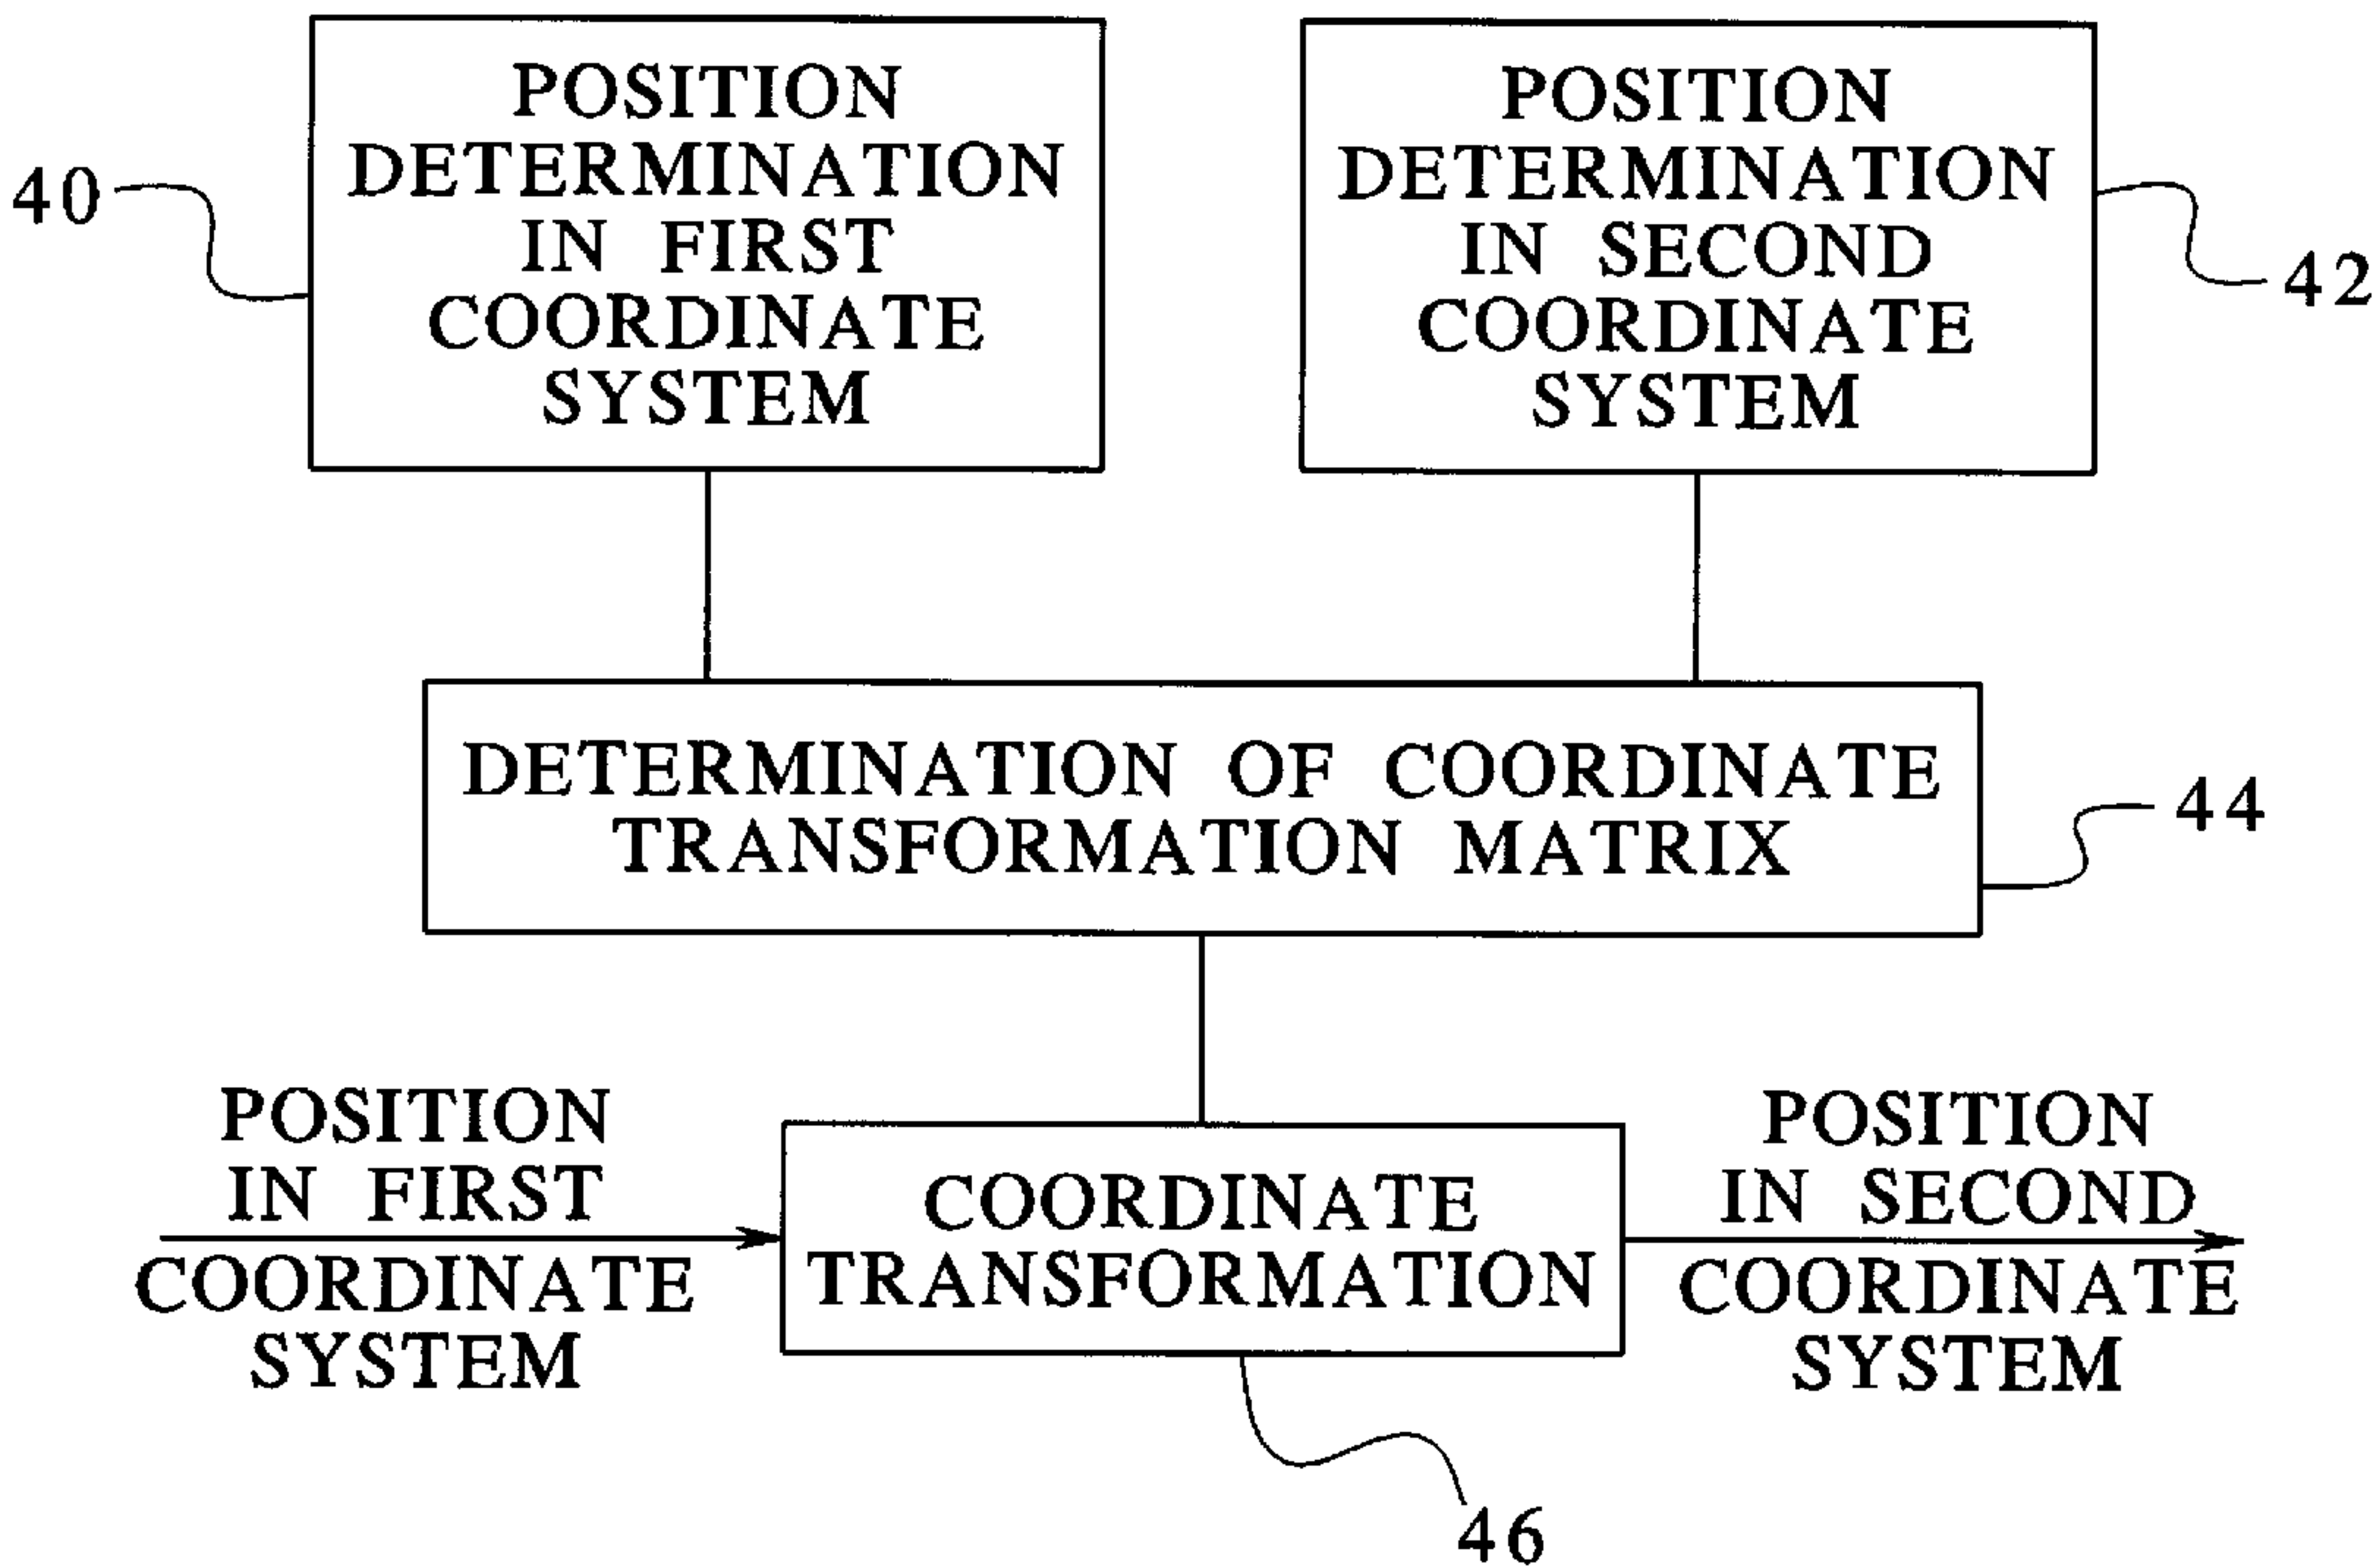 POSITION
DETERMINATION
IN FIRST
COORDINATE
SYSTEM
40
POSITION
DETERMINATION
IN SECOND
COORDINATE
SYSTEM
42
DETERMINATION OF COORDINATE
TRANSFORMATION MATRIX
44
POSITION
IN FIRST
COORDINATE
SYSTEM
COORDINATE
TRANSFORMATION
POSITION
IN SECOND
COORDINATE
SYSTEM
46